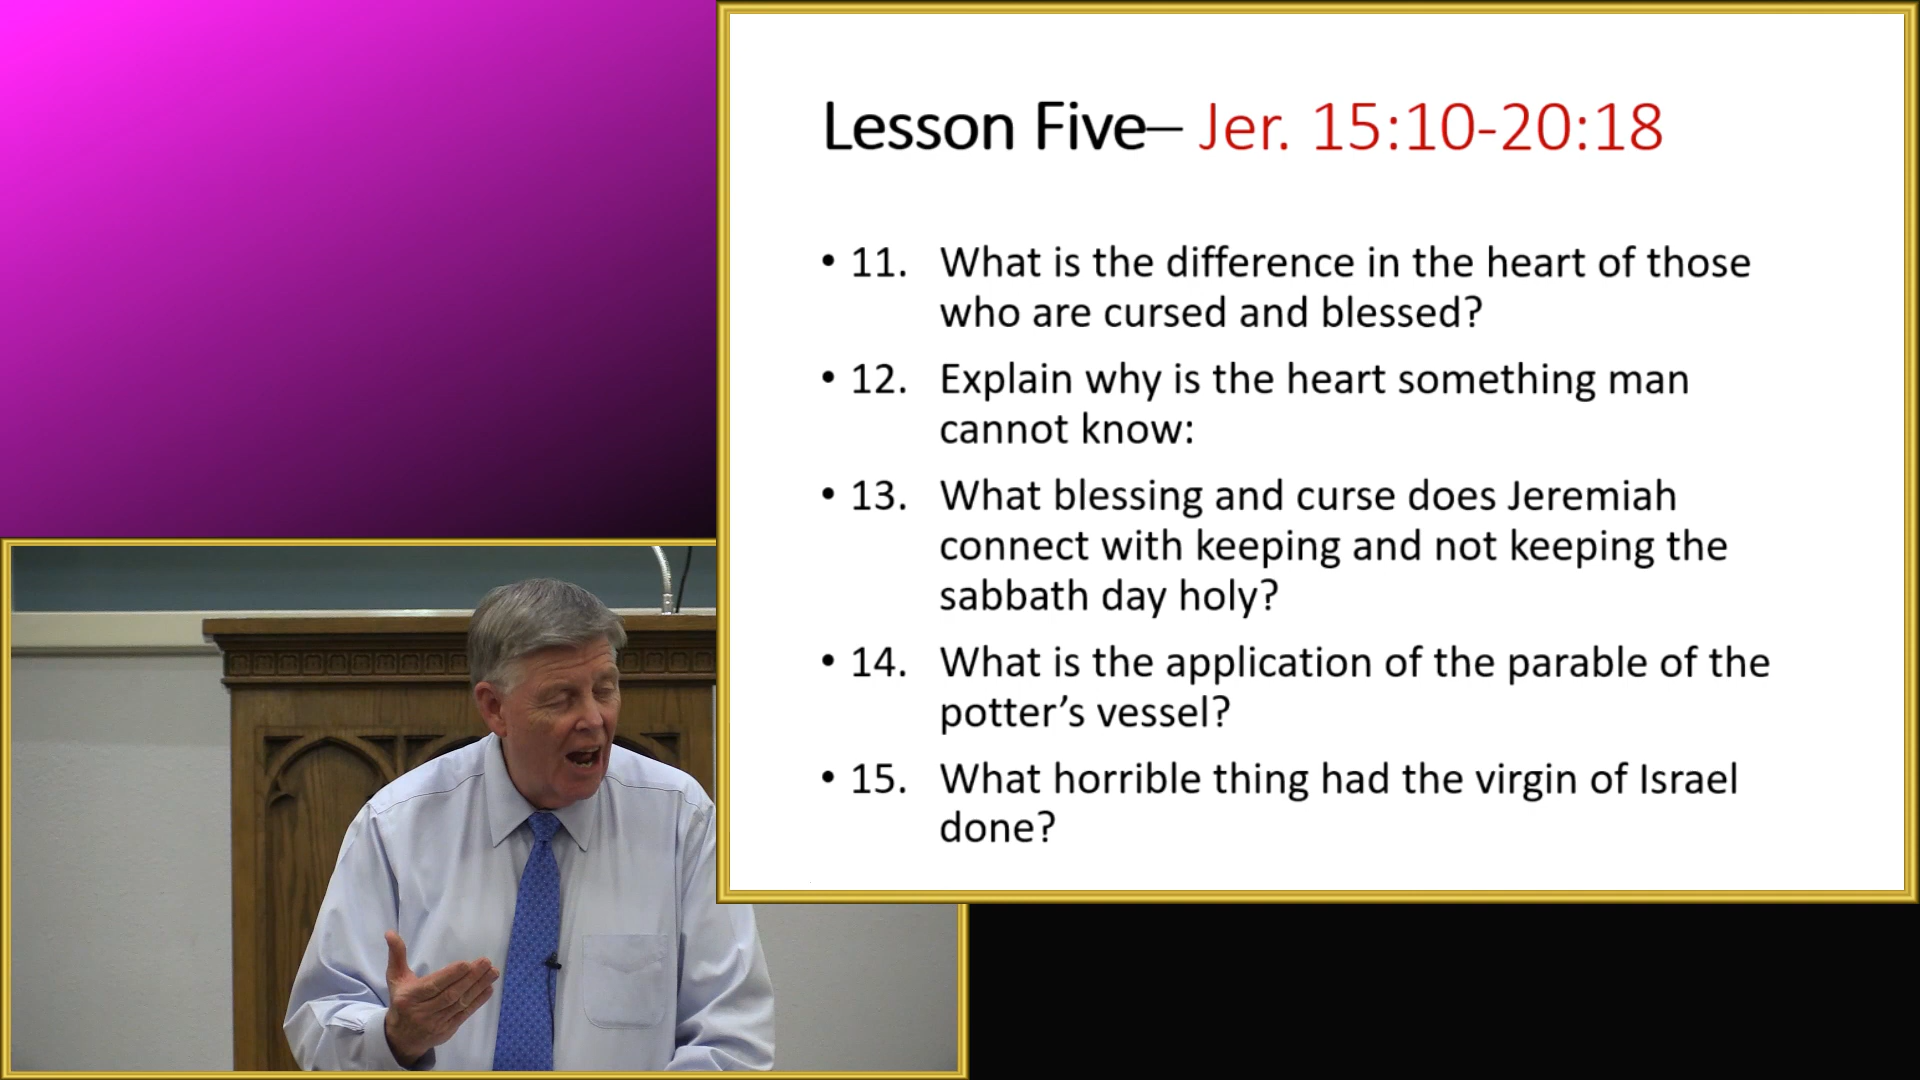 Lesson Five– Jer. 15:10-20:18
• 11. What is the difference in the heart of those
who are cursed and blessed?
• 12. Explain why is the heart something man
cannot know:
• 13. What blessing and curse does Jeremiah
connect with keeping and not keeping the
sabbath day holy?
• 14. What is the application of the parable of the
potter’s vessel?
• 15. What horrible thing had the virgin of Israel
done?